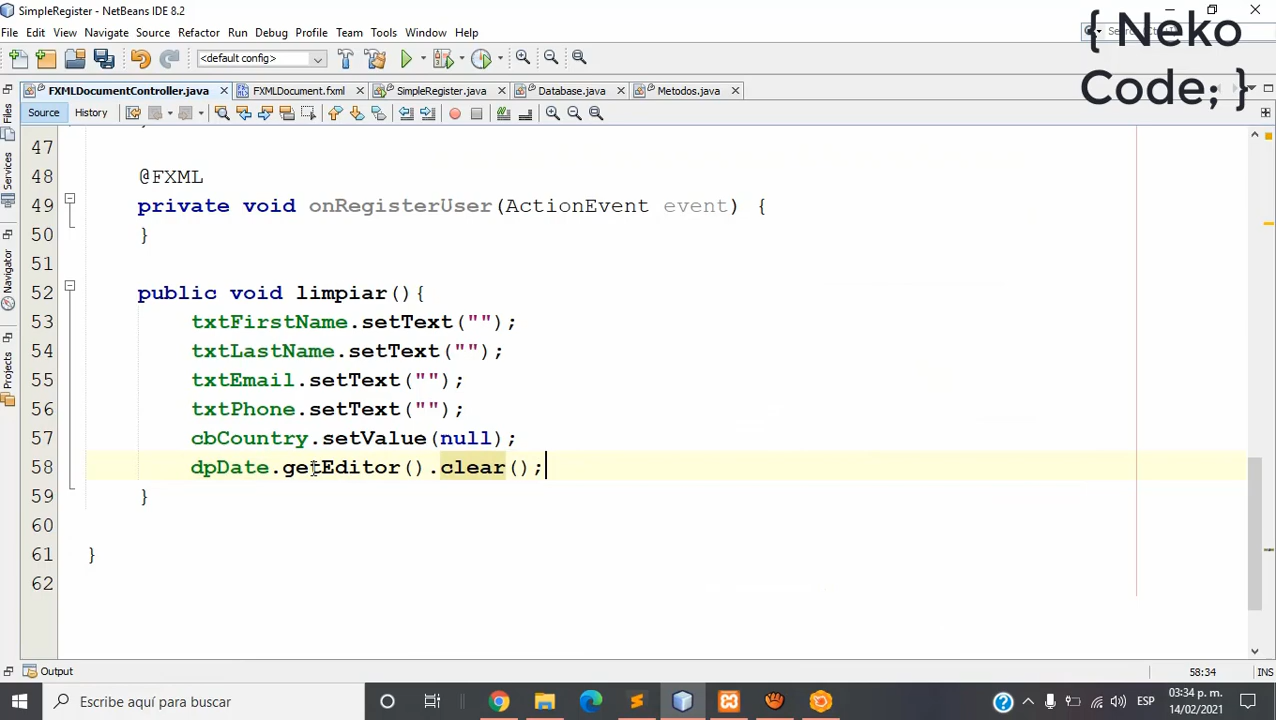 SimpleRegister - NetBeans IDE 8.2
File Edit View Navigate Source Refactor Run Debug Profile Team Tools Window Help
{ Neko
Code; }
<default config>
FXMLDocumentController.java FXMLDocument.fxml SimpleRegister.java Database.java Metodos.java
Source History
Files
Services
Navigator
Projects
47
48 @FXML
49 private void onRegisterUser(ActionEvent event) {
50 }
51
52 public void limpiar(){
53 txtFirstName.setText("");
54 txtLastName.setText("");
55 txtEmail.setText("");
56 txtPhone.setText("");
57 cbCountry.setValue(null);
58 dpDate.getEditor().clear();
59 }
60
61 }
62
Output
58:34 INS
Escribe aquí para buscar
ESP
03:34 p. m.
14/02/2021